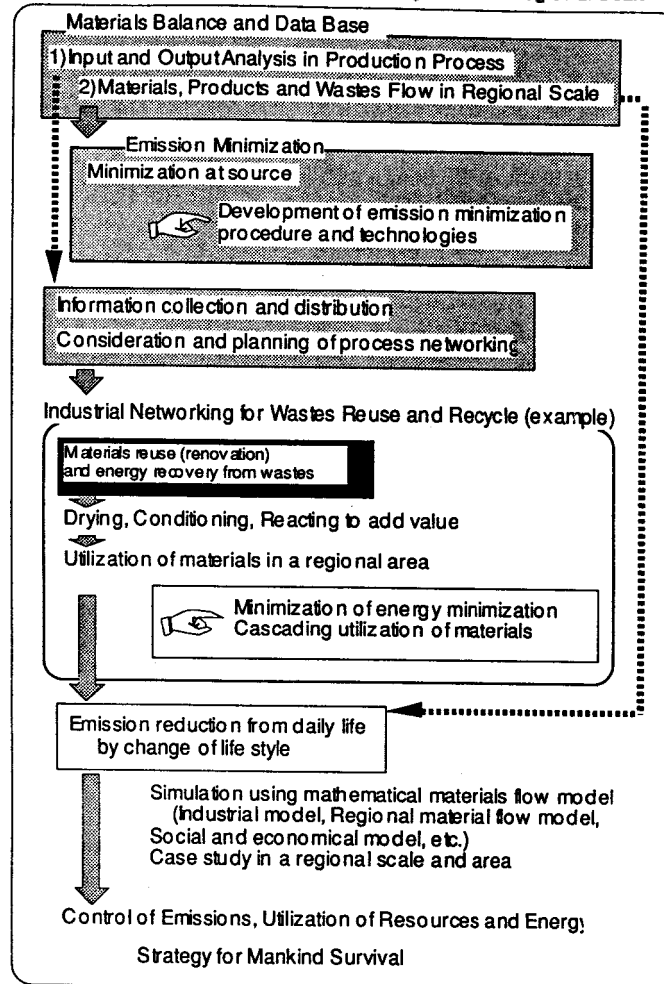 Materials Balance and Data Base
1)Input and Output Analysis in Production Process
2)Materials, Products and Wastes Flow in Regional Scale
Emission Minimization
Minimization at source
Development of emission minimization
procedure and technologies
Information collection and distribution
Consideration and planning of process networking
Industrial Networking for Wastes Reuse and Recycle (example)
Materials reuse (renovation)
and energy recovery from wastes
Drying, Conditioning, Reacting to add value
Utilization of materials in a regional area
Minimization of energy minimization
Cascading utilization of materials
Emission reduction from daily life
by change of life style
Simulation using mathematical materials flow model
(Industrial model, Regional material flow model,
Social and economical model, etc.)
Case study in a regional scale and area
Control of Emissions, Utilization of Resources and Energy
Strategy for Mankind Survival